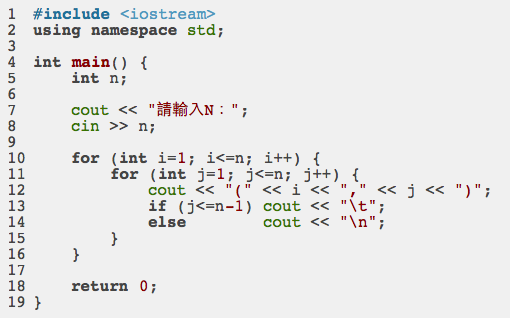 1 #include <iostream>
2 using namespace std;
3
4 int main() {
5     int n;
6
7     cout << "請輸入N：";
8     cin >> n;
9
10     for (int i=1; i<=n; i++) {
11         for (int j=1; j<=n; j++) {
12             cout << "(" << i << "," << j << ")";
13             if (j<=n-1) cout << "\t";
14             else        cout << "\n";
15         }
16     }
17
18     return 0;
19 }